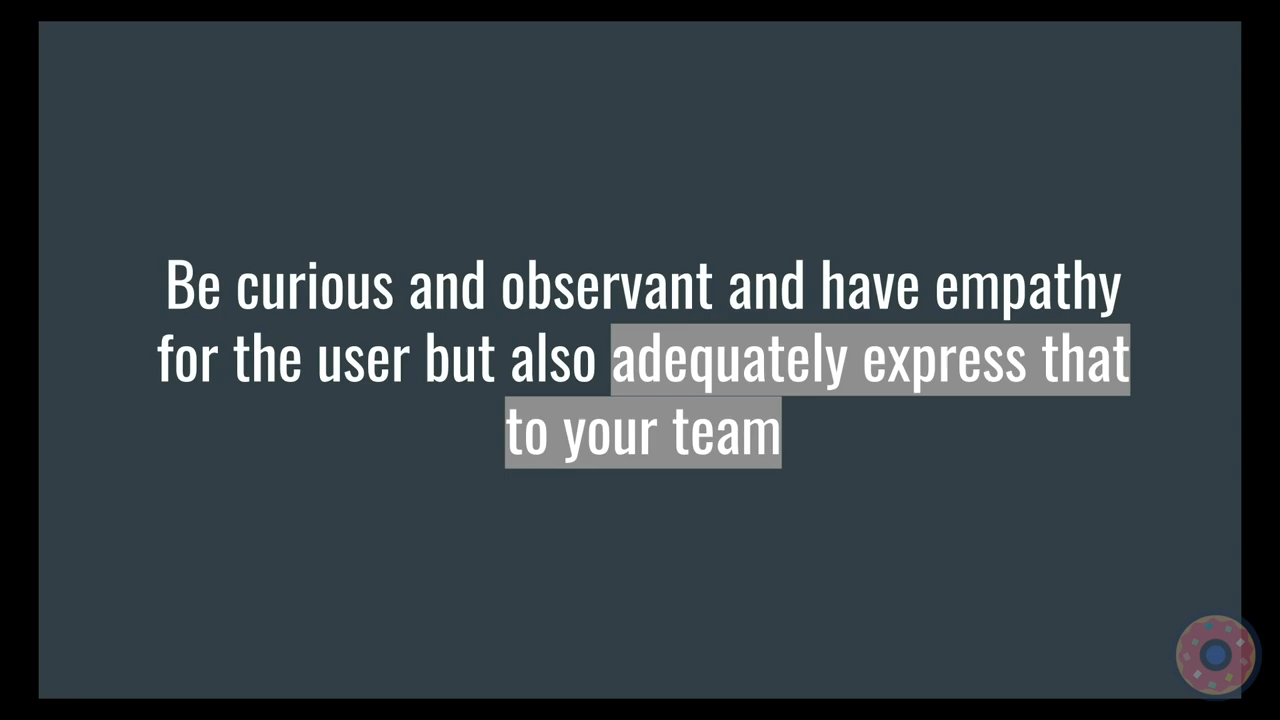 Be curious and observant and have empathy
for the user but also adequately express that
to your team